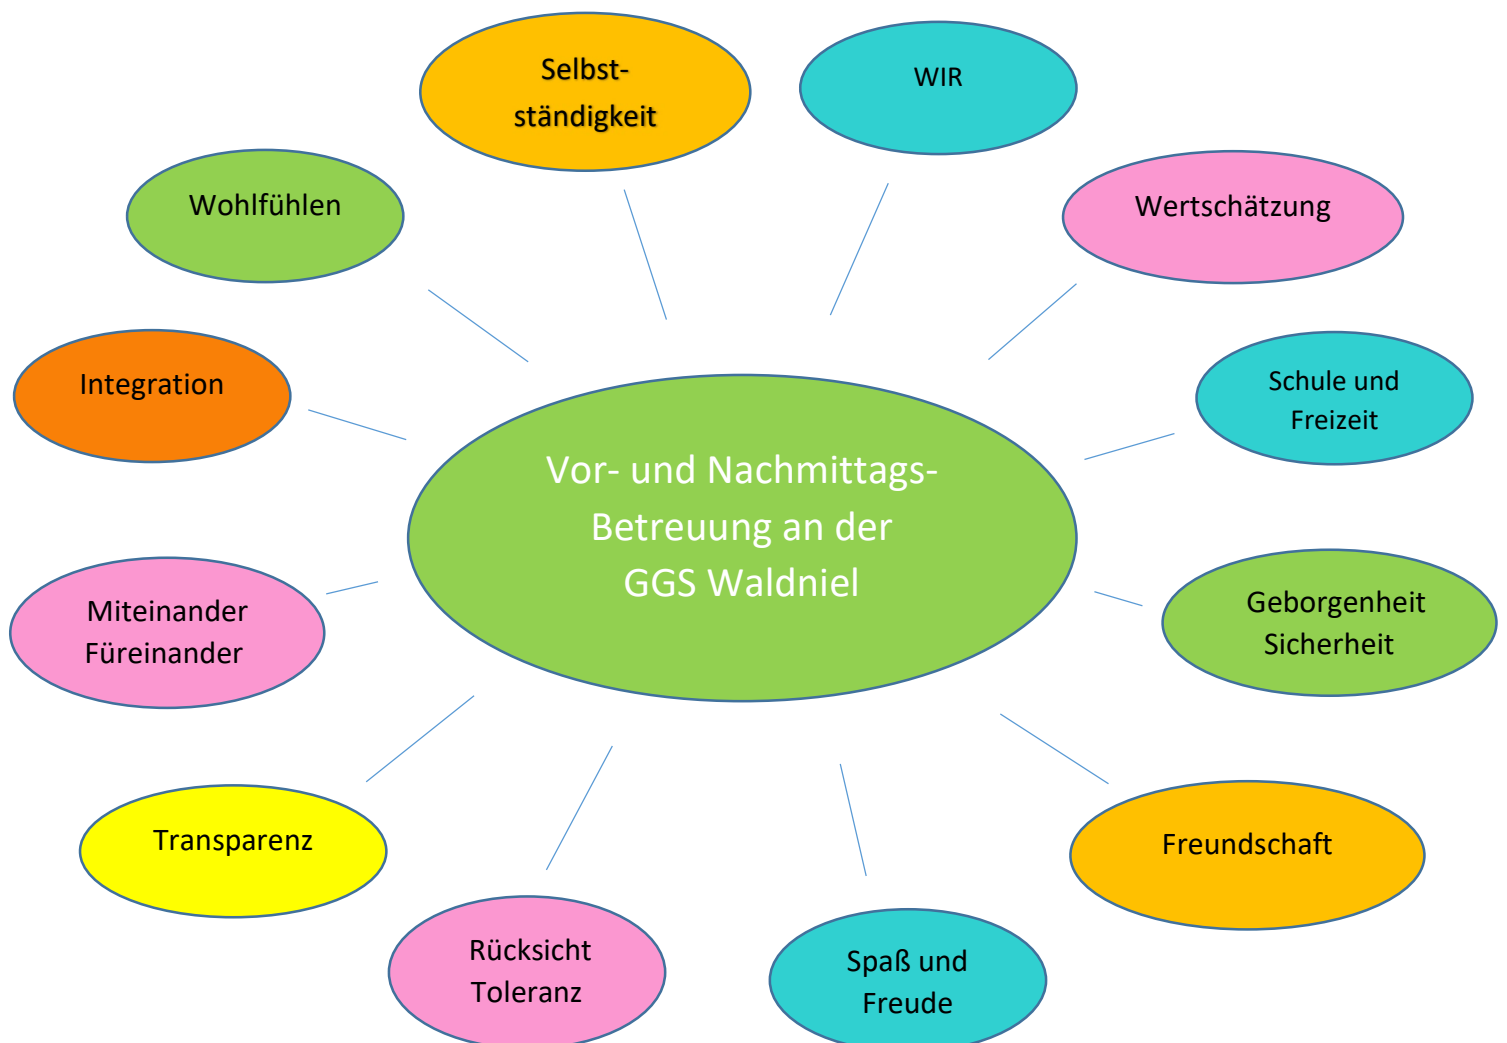 Selbst-
ständigkeit
WIR
Wohlfühlen
Wertschätzung
Integration
Schule und
Freizeit
Vor- und Nachmittags-
Betreuung an der
GGS Waldniel
Miteinander
Füreinander
Geborgenheit
Sicherheit
Transparenz
Freundschaft
Rücksicht
Toleranz
Spaß und
Freude